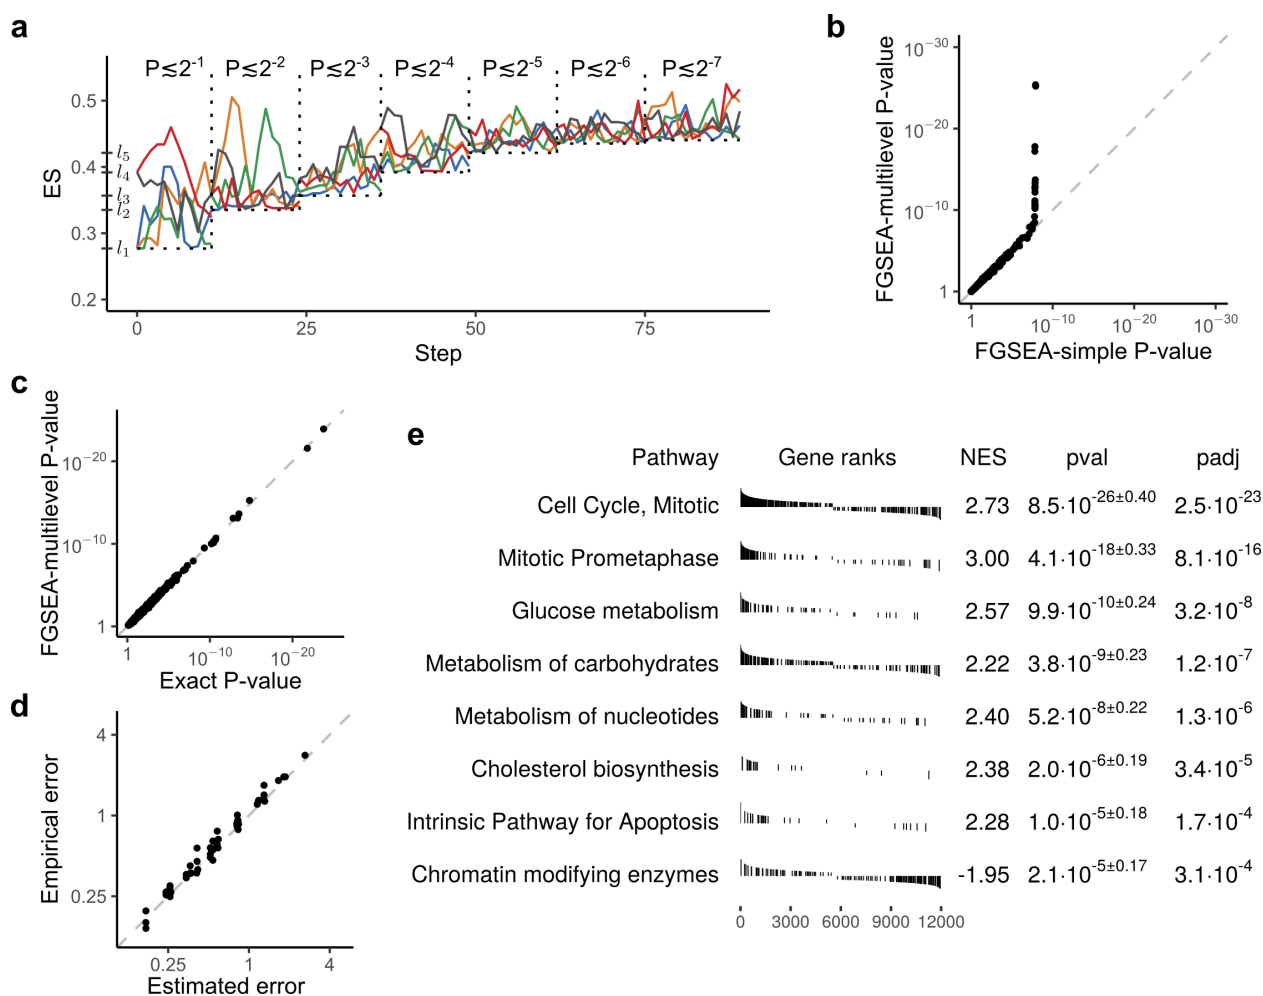 a
P≲2^-1 P≲2^-2 P≲2^-3 P≲2^-4 P≲2^-5 P≲2^-6 P≲2^-7
ES
0.5
l5
0.4
l4
l3
l2
0.3
l1
0.2
0 25 50 75
Step
b
FGSEA-multilevel P-value
10^-30
10^-20
10^-10
1
1 10^-10 10^-20 10^-30
FGSEA-simple P-value
c
FGSEA-multilevel P-value
10^-20
10^-10
1
1 10^-10 10^-20
Exact P-value
d
Empirical error
4
1
0.25
0.25 1 4
Estimated error
e
Pathway Gene ranks NES pval padj
Cell Cycle, Mitotic 2.73 8.5·10^-26±0.40 2.5·10^-23
Mitotic Prometaphase 3.00 4.1·10^-18±0.33 8.1·10^-16
Glucose metabolism 2.57 9.9·10^-10±0.24 3.2·10^-8
Metabolism of carbohydrates 2.22 3.8·10^-9±0.23 1.2·10^-7
Metabolism of nucleotides 2.40 5.2·10^-8±0.22 1.3·10^-6
Cholesterol biosynthesis 2.38 2.0·10^-6±0.19 3.4·10^-5
Intrinsic Pathway for Apoptosis 2.28 1.0·10^-5±0.18 1.7·10^-4
Chromatin modifying enzymes -1.95 2.1·10^-5±0.17 3.1·10^-4
0 3000 6000 9000 12000